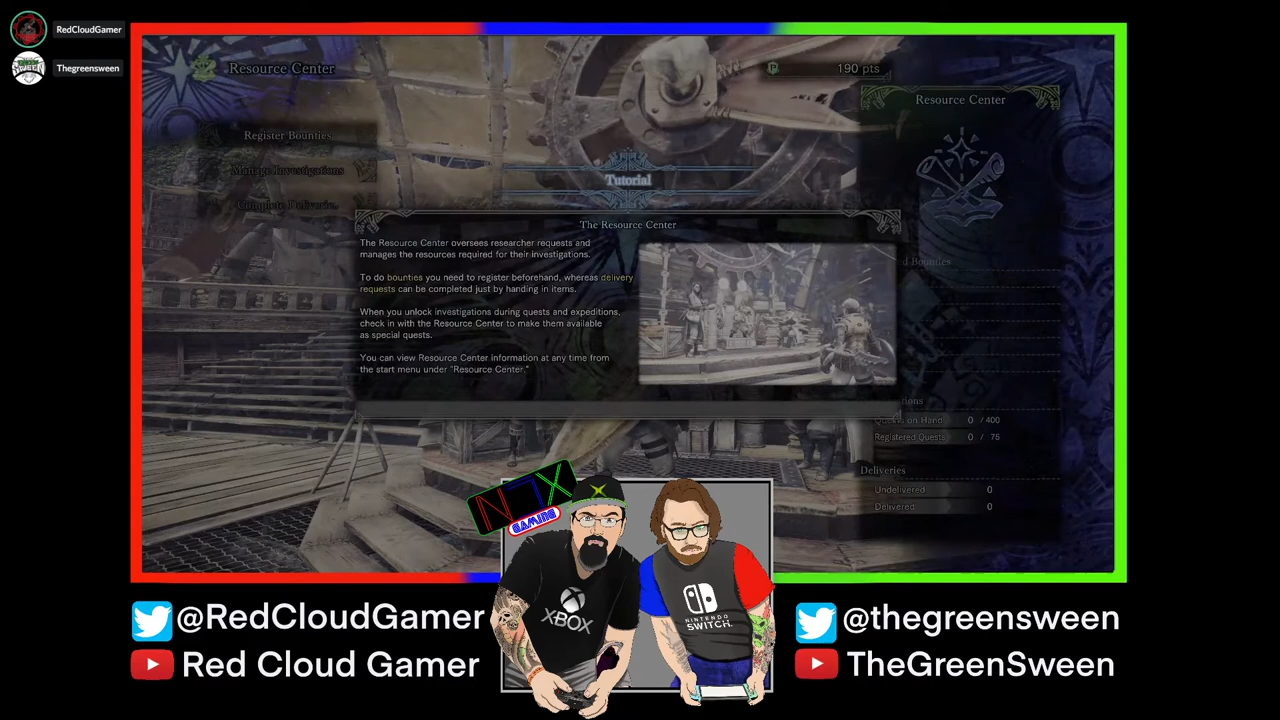 RedCloudGamer
Thegreensween
Resource Center
190 pts
Resource Center
Register Bounties
Manage Investigations
Complete Deliveries
Tutorial
The Resource Center
The Resource Center oversees researcher requests and
manages the resources required for their investigations.
To do bounties you need to register beforehand, whereas delivery
requests can be completed just by handing in items.
When you unlock investigations during quests and expeditions,
check in with the Resource Center to make them available
as special quests.
You can view Resource Center information at any time from
the start menu under "Resource Center."
Bounties
on Hand 0 / 400
Registered Quests 0 / 75
Deliveries
Undelivered 0
Delivered 0
NTX
GAMING
XBOX
NINTENDO
SWITCH
@RedCloudGamer
Red Cloud Gamer
@thegreensween
TheGreenSween